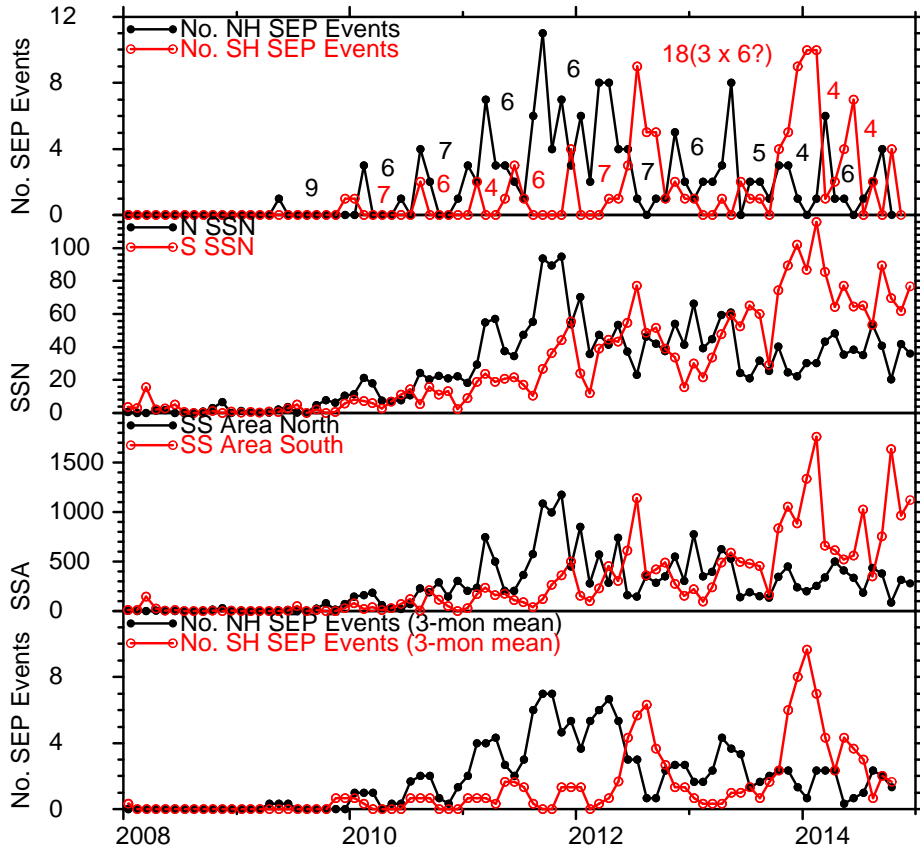 12
No. NH SEP Events
No. SH SEP Events
18(3 x 6?)
8
6
6
4
4
7
6
6
4
5
4
9
7
6
4
6
7
7
6
0
No. SEP Events
N SSN
S SSN
100
80
60
40
20
0
SSN
SS Area North
SS Area South
1500
1000
500
0
SSA
No. NH SEP Events (3-mon mean)
No. SH SEP Events (3-mon mean)
8
4
0
No. SEP Events
2008
2010
2012
2014